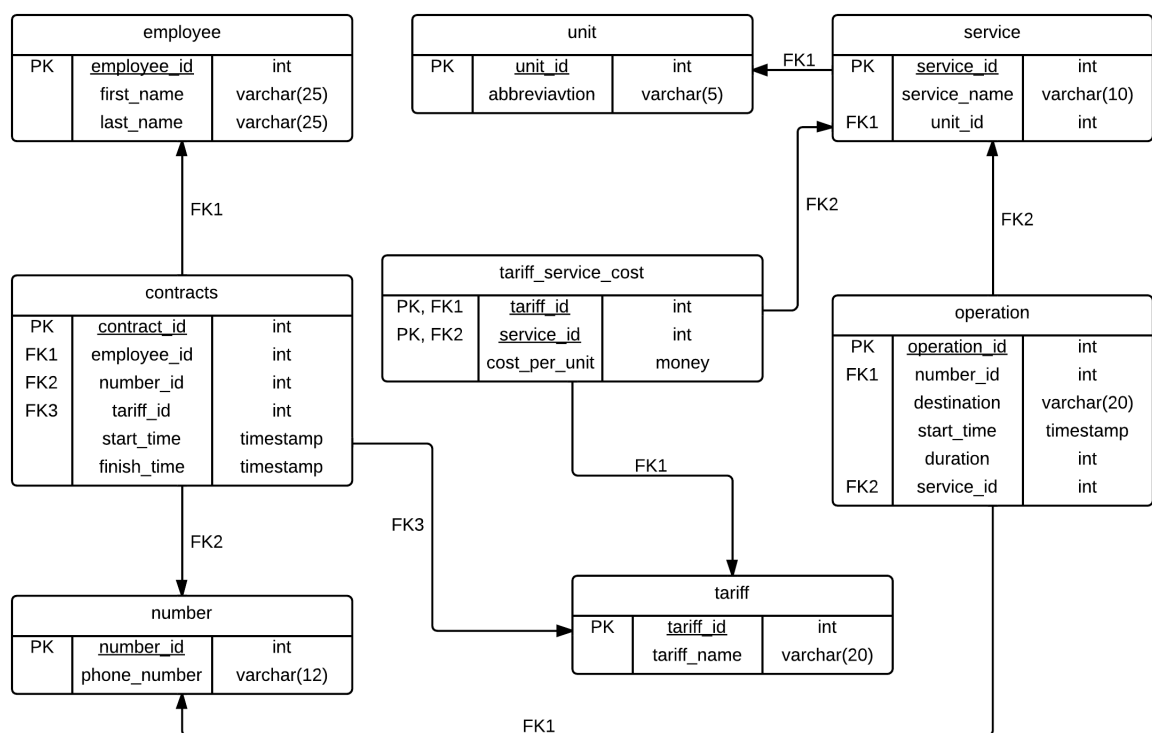 employee
PK employee_id int
first_name varchar(25)
last_name varchar(25)
unit
PK unit_id int
abbreviavtion varchar(5)
FK1
service
PK service_id int
service_name varchar(10)
FK1 unit_id int
FK1
FK2
FK2
contracts
PK contract_id int
FK1 employee_id int
FK2 number_id int
FK3 tariff_id int
start_time timestamp
finish_time timestamp
tariff_service_cost
PK, FK1 tariff_id int
PK, FK2 service_id int
cost_per_unit money
operation
PK operation_id int
FK1 number_id int
destination varchar(20)
start_time timestamp
duration int
FK2 service_id int
FK1
FK3
FK2
number
PK number_id int
phone_number varchar(12)
tariff
PK tariff_id int
tariff_name varchar(20)
FK1